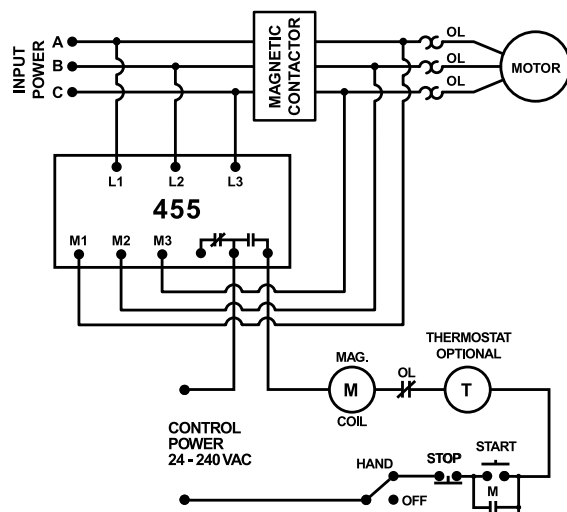 INPUT
POWER
A
B
C
MAGNETIC
CONTACTOR
OL
OL
OL
MOTOR
L1 L2 L3
455
M1 M2 M3
THERMOSTAT
OPTIONAL
MAG.
M
COIL
OL
T
CONTROL
POWER
24 - 240 VAC
HAND
OFF
STOP
START
M